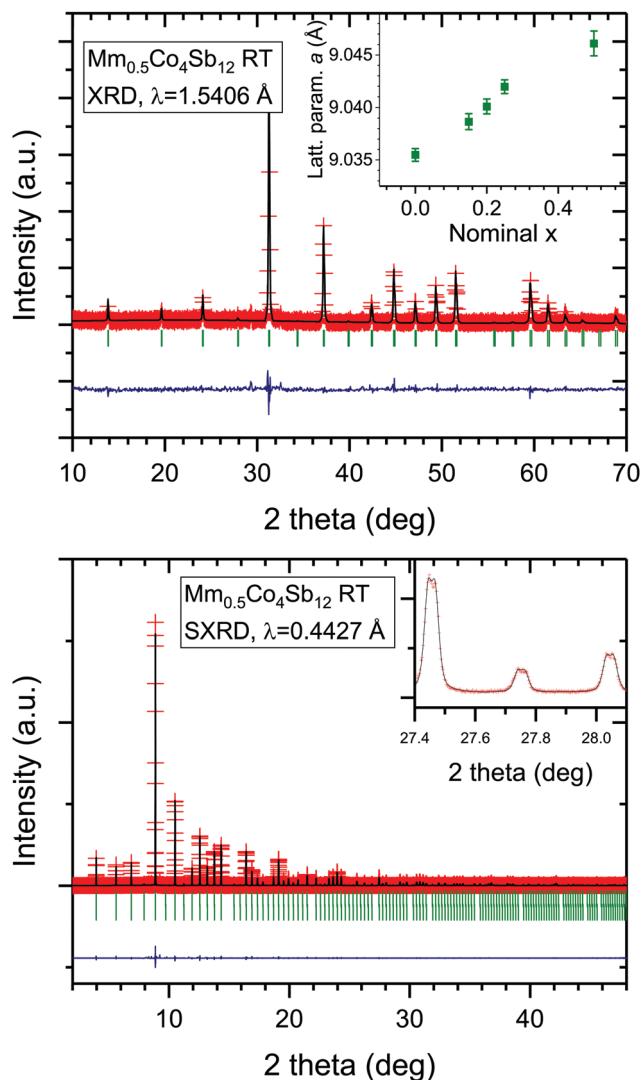 Mm0.5Co4Sb12 RT
XRD, λ=1.5406 Å
Latt. param. a (Å)
9.045
9.040
9.035
0.0 0.2 0.4
Nominal x
Intensity (a.u.)
10 20 30 40 50 60 70
2 theta (deg)
Mm0.5Co4Sb12 RT
SXRD, λ=0.4427 Å
27.4 27.6 27.8 28.0
2 theta (deg)
Intensity (a.u.)
10 20 30 40
2 theta (deg)